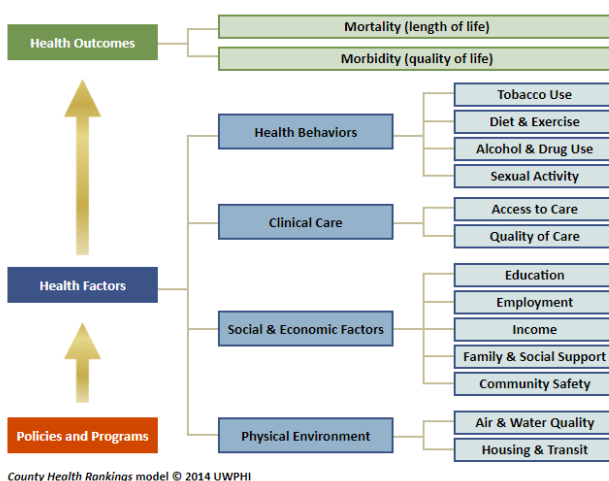 Health Outcomes
Mortality (length of life)
Morbidity (quality of life)
Health Behaviors
Tobacco Use
Diet & Exercise
Alcohol & Drug Use
Sexual Activity
Clinical Care
Access to Care
Quality of Care
Health Factors
Social & Economic Factors
Education
Employment
Income
Family & Social Support
Community Safety
Policies and Programs
Physical Environment
Air & Water Quality
Housing & Transit
County Health Rankings model © 2014 UWPHI